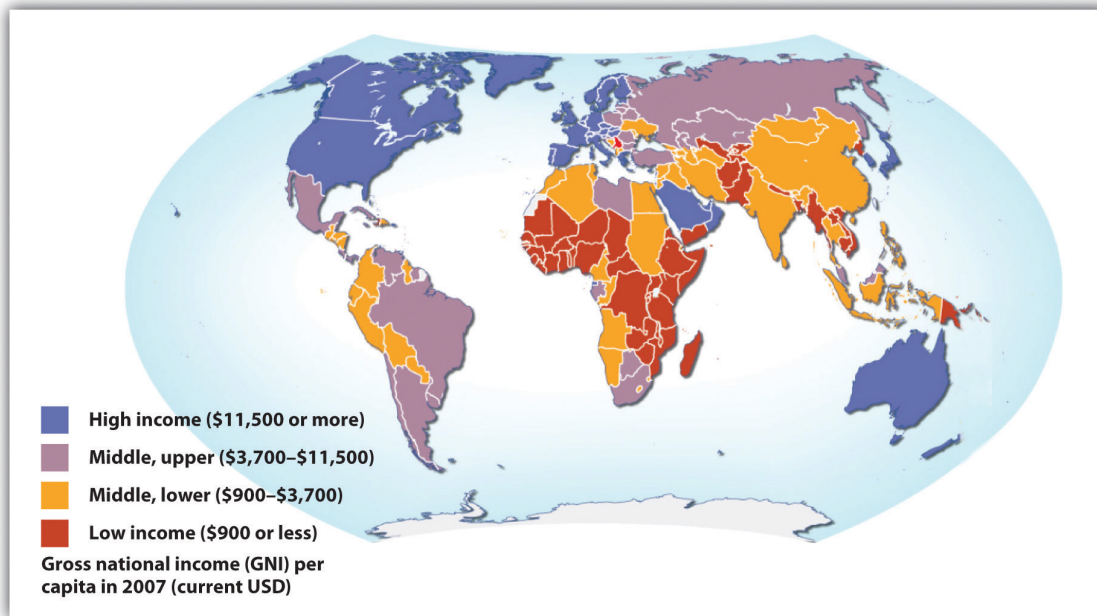 High income ($11,500 or more)
Middle, upper ($3,700–$11,500)
Middle, lower ($900–$3,700)
Low income ($900 or less)
Gross national income (GNI) per
capita in 2007 (current USD)